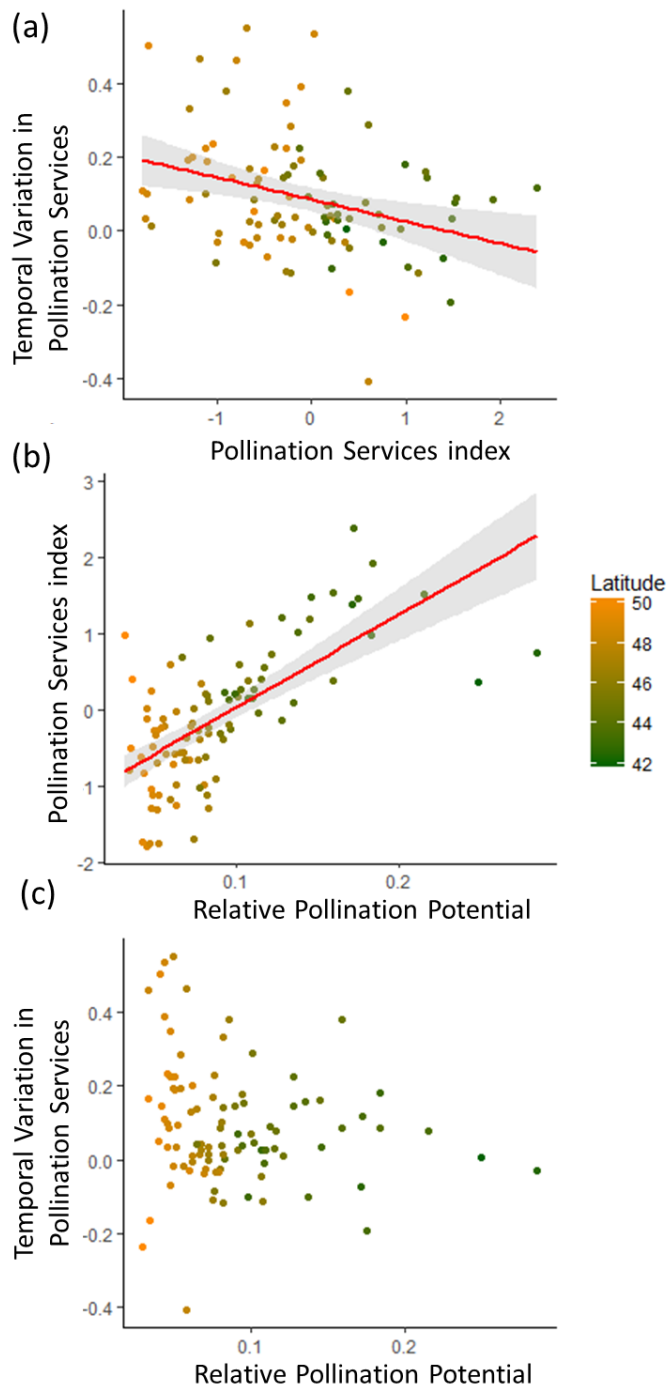 (a)
Temporal Variation in
Pollination Services
0.4
0.2
0.0
-0.2
-0.4
-1
0
1
2
Pollination Services index
(b)
Pollination Services index
3
2
1
0
1
-2
0.1
0.2
Relative Pollination Potential
Latitude
50
48
46
44
42
(c)
Temporal Variation in
Pollination Services
0.4
0.2
0.0
-0.2
-0.4
0.1
0.2
Relative Pollination Potential